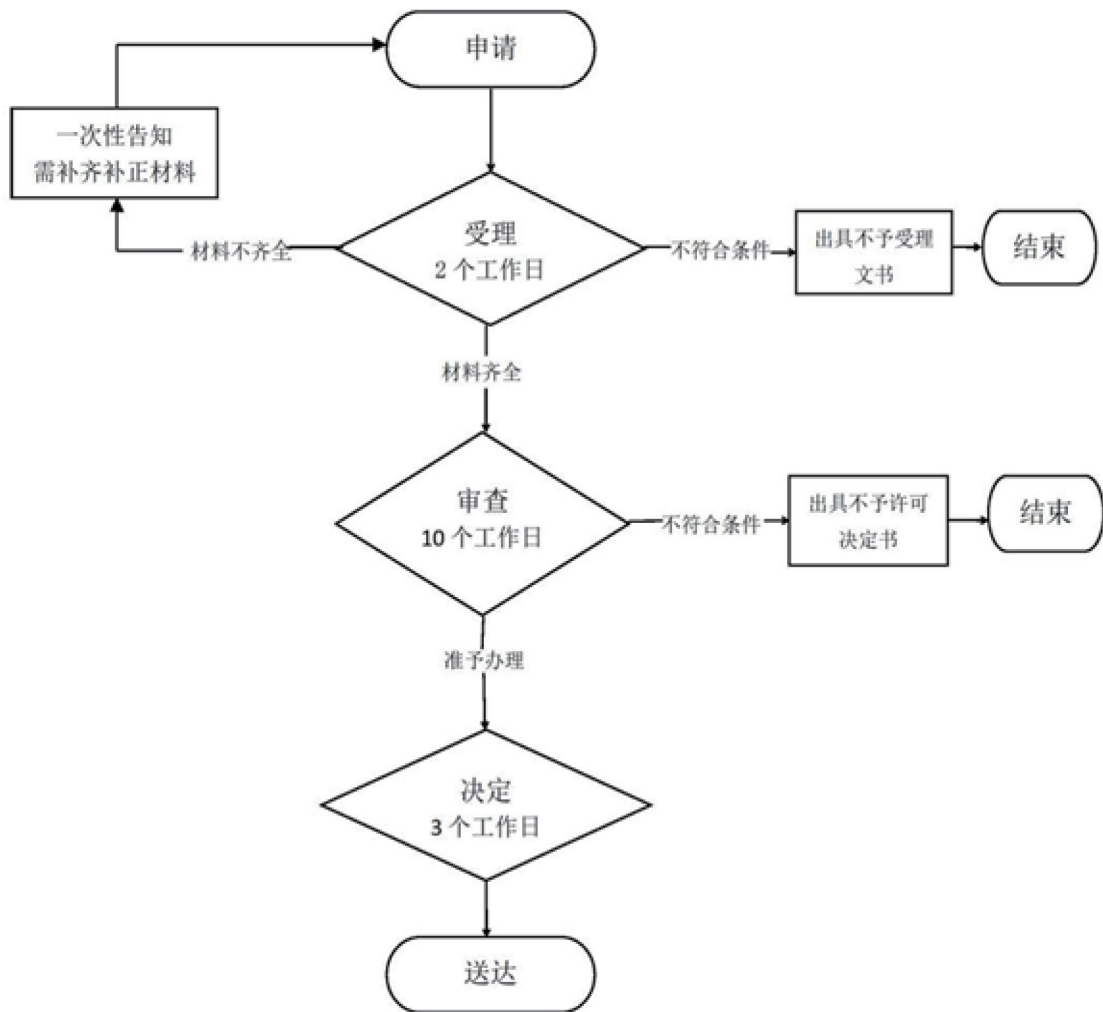 申请
一次性告知
需补齐补正材料
受理
2 个工作日
材料不齐全
不符合条件
出具不予受理
文书
结束
材料齐全
审查
10 个工作日
不符合条件
出具不予许可
决定书
结束
准予办理
决定
3 个工作日
送达